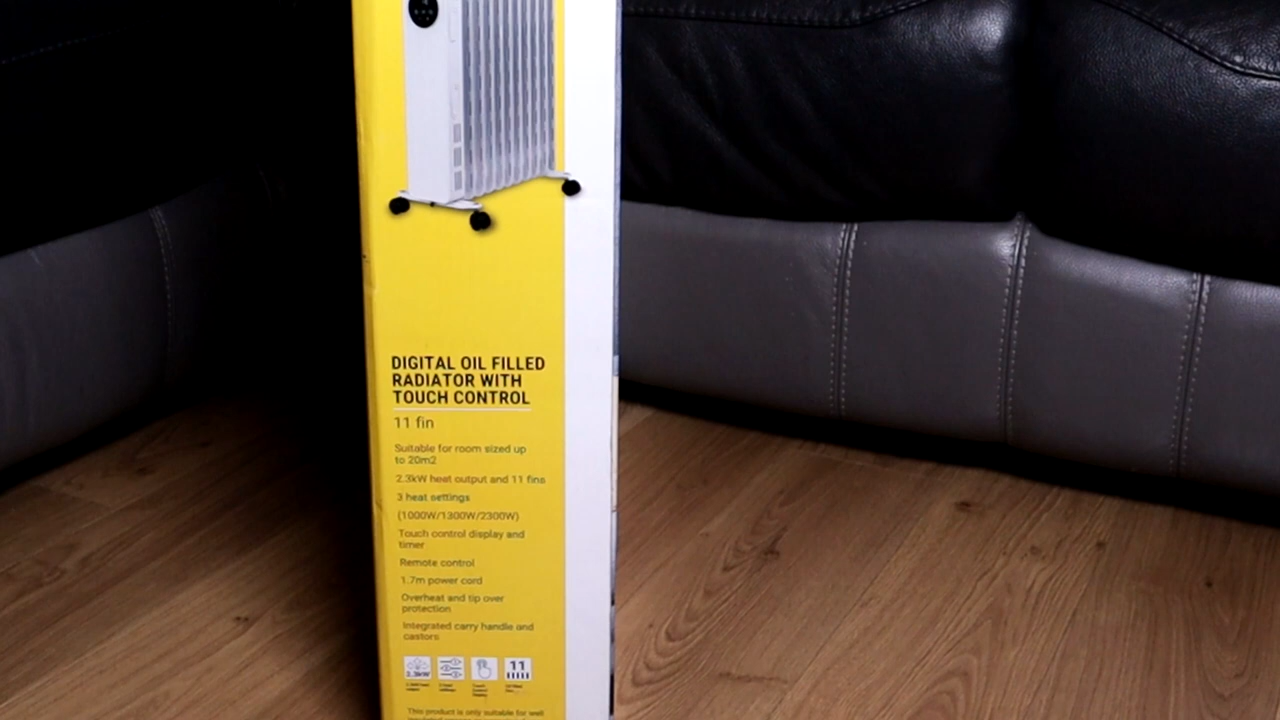 DIGITAL OIL FILLED
RADIATOR WITH
TOUCH CONTROL
11 fin
Suitable for room sized up
to 20m2
2.3kW heat output and 11 fins
3 heat settings
(1000W/1300W/2300W)
Touch control display and
timer
Remote control
1.7m power cord
Overheat and tip over
protection
Integrated carry handle and
castors
2.3kW 11
This product is only suitable for well